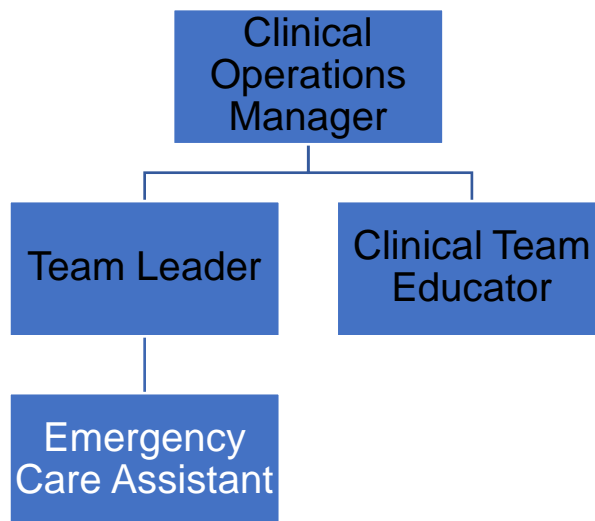 Clinical
Operations
Manager
Team Leader
Clinical Team
Educator
Emergency
Care Assistant